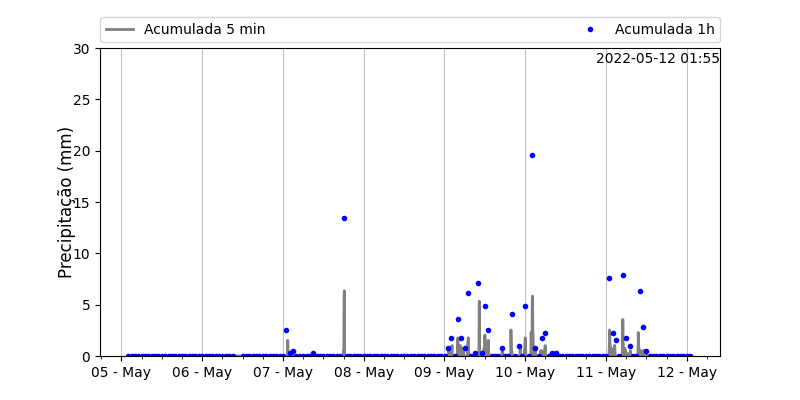 Acumulada 5 min
Acumulada 1h
2022-05-12 01:55
Precipitação (mm)
30
25
20
15
10
5
0
05 - May 06 - May 07 - May 08 - May 09 - May 10 - May 11 - May 12 - May